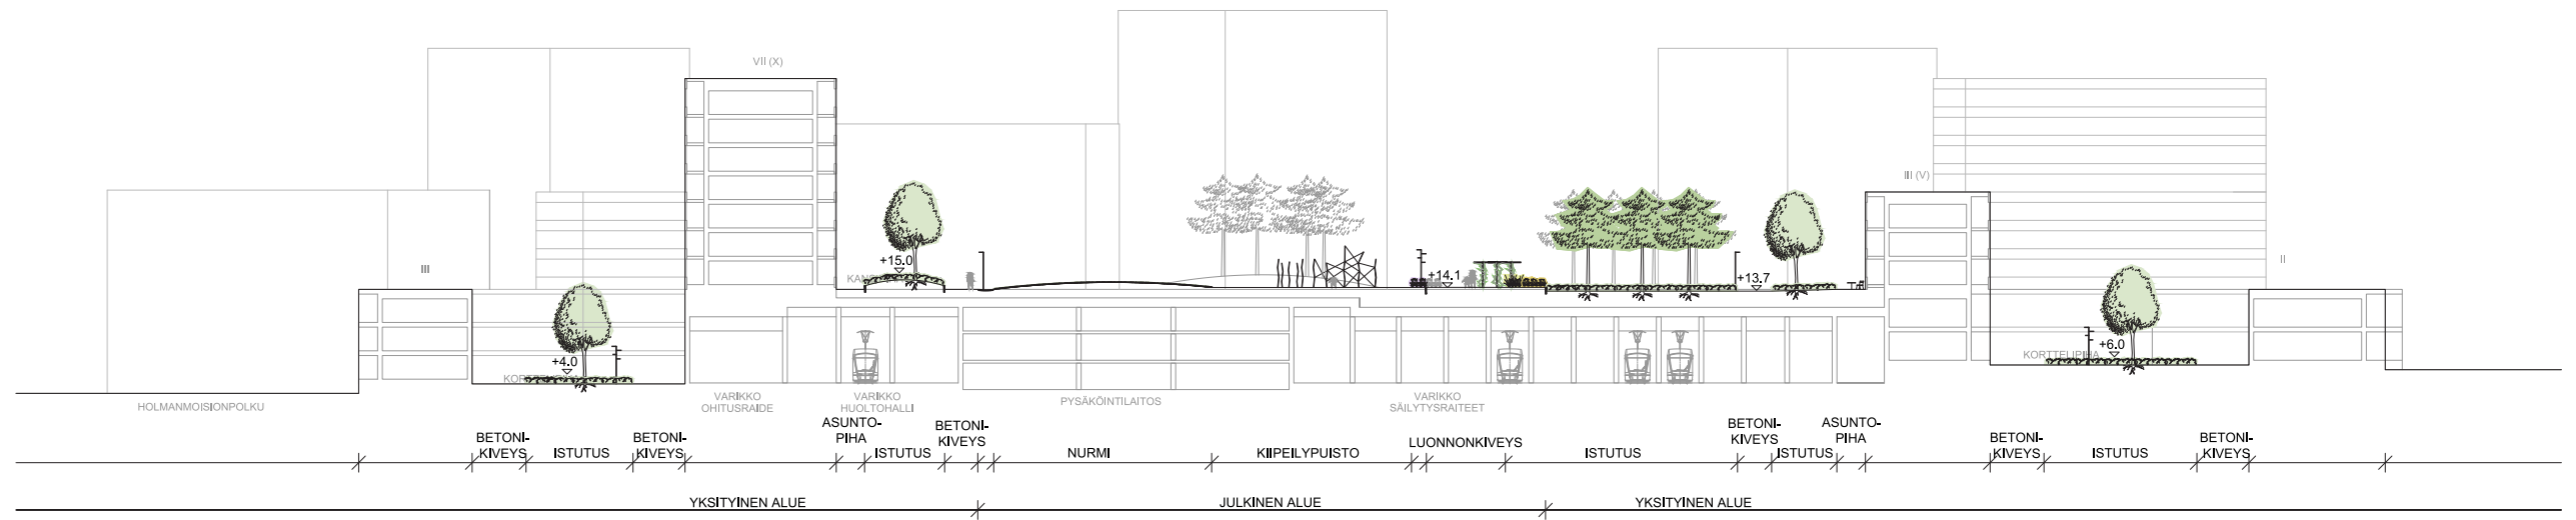 VII (X)
III (V)
III
II
+15.0
KAN
+14.1
+13.7
+4.0
KORTTELIPIHA
+6.0
KORTTELIPIHA
HOLMANMOISIONPOLKU
VARIKKO
OHITUSRAIDE
VARIKKO
HUOLTOHALLI
PYSÄKÖINTILAITOS
VARIKKO
SÄILYTYSRAITEET
BETONI-
KIVEYS
ISTUTUS
BETONI-
KIVEYS
ASUNTO-
PIHA
ISTUTUS
BETONI-
KIVEYS
NURMI
KIIPEILYPUISTO
LUONNONKIVEYS
ISTUTUS
BETONI-
KIVEYS
ISTUTUS
ASUNTO-
PIHA
BETONI-
KIVEYS
ISTUTUS
BETONI-
KIVEYS
YKSITYINEN ALUE
JULKINEN ALUE
YKSITYINEN ALUE